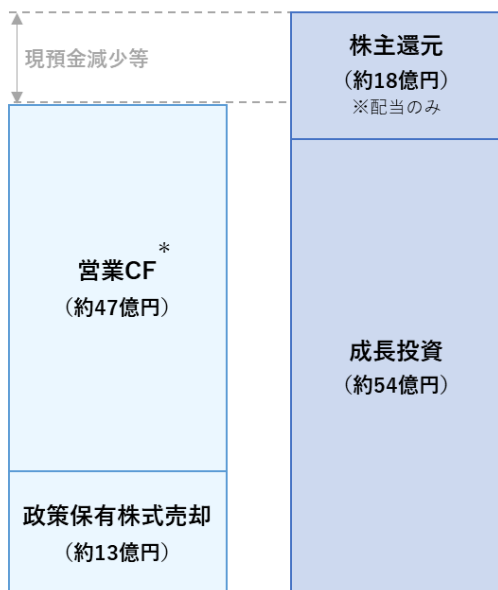 現預金減少等
営業CF*
（約47億円）
政策保有株式売却
（約13億円）
株主還元
（約18億円）
※配当のみ
成長投資
（約54億円）